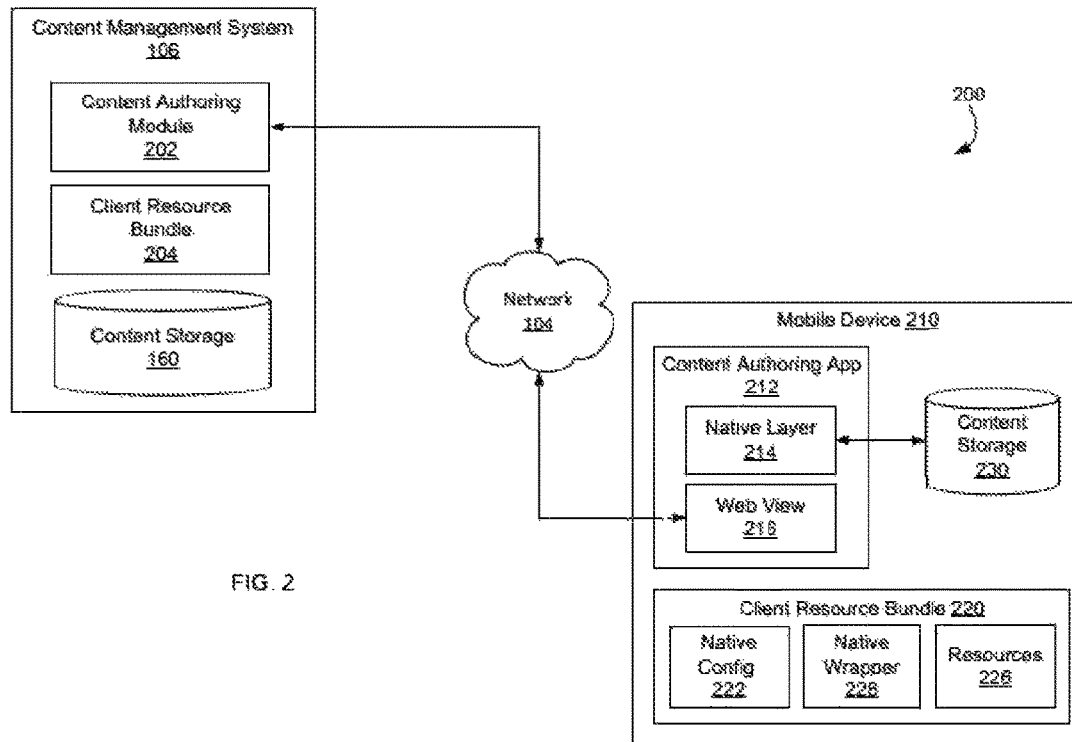 Content Management System
106
Content Authoring
Module
202
Client Resource
Bundle
204
Content Storage
160
200
Network
104
Mobile Device 210
Content Authoring App
212
Native Layer
214
Web View
216
Content
Storage
230
FIG. 2
Client Resource Bundle 220
Native
Config
222
Native
Wrapper
228
Resources
226